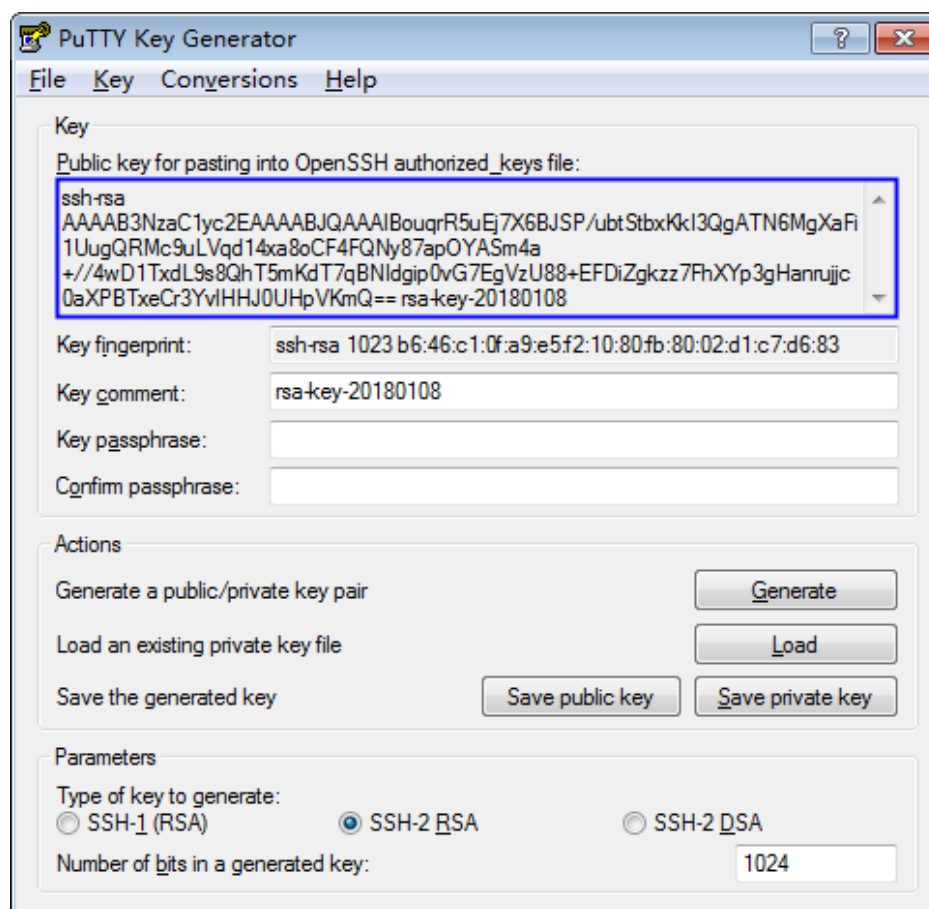 PuTTY Key Generator
File Key Conversions Help
Key
Public key for pasting into OpenSSH authorized_keys file:
ssh-rsa
AAAAB3NzaC1yc2EAAAABJQAAAIBouqrR5uEj7X6BJSP/ubtStbxKkI3QgATN6MgXaFi
1UugQRMc9uLVqd14xa8oCF4FQNy87apOYASm4a
+//4wD1TxdL9s8QhT5mKdT7qBNIdgip0vG7EgVzU88+EFDiZgkzz7FhXYp3gHanrujjc
0aXPBTxeCr3YvIHHJ0UHpVKmQ== rsa-key-20180108
Key fingerprint: ssh-rsa 1023 b6:46:c1:0f:a9:e5:f2:10:80:fb:80:02:d1:c7:d6:83
Key comment: rsa-key-20180108
Key passphrase:
Confirm passphrase:
Actions
Generate a public/private key pair Generate
Load an existing private key file Load
Save the generated key Save public key Save private key
Parameters
Type of key to generate:
SSH-1 (RSA) SSH-2 RSA SSH-2 DSA
Number of bits in a generated key: 1024